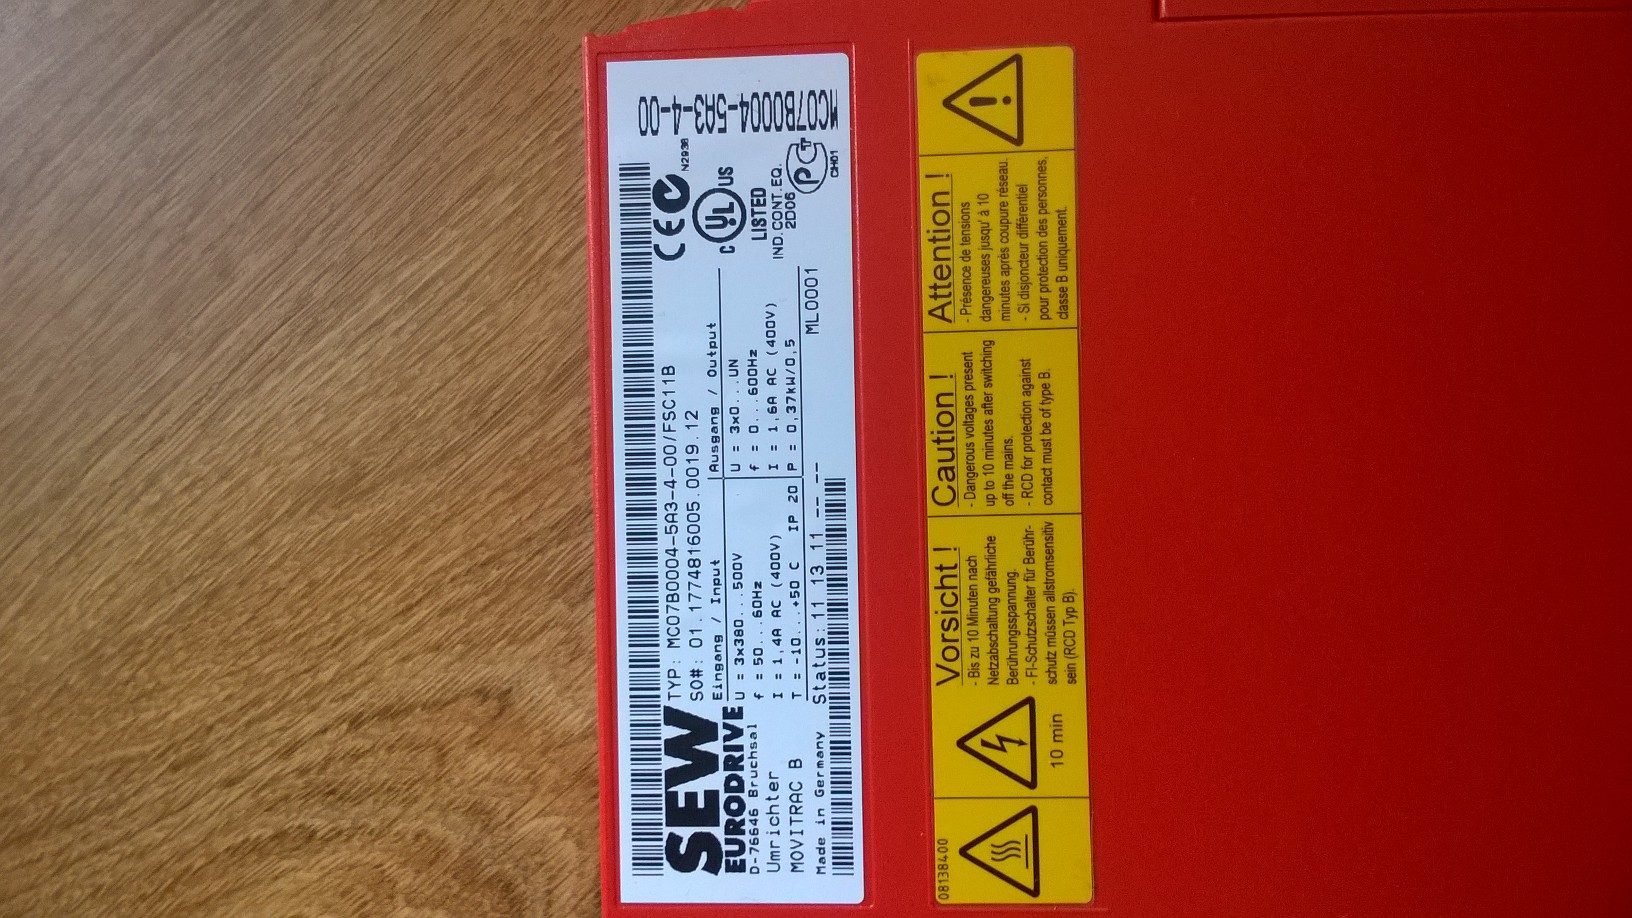 TYP: MC07B0004-5A3-4-00/FSC11B
SO#: 01.1774816005.0019.12
SEW
EURODRIVE
D-76646 Bruchsal
Umrichter
MOVITRAC B
Made in Germany
Eingang / Input
U = 3x380...500V
f = 50...60Hz
I = 1,4A AC (400V)
T = -10...+50 C IP 20
Ausgang / Output
U = 3x0...UN
f = 0...600Hz
I = 1,6A AC (400V)
P = 0,37kW/0,5
Status: 11 13 11 -- --
ML0001
CE
N2936
C UL US
LISTED
IND.CONT.EQ.
2D06
PCT
CH01
MC07B0004-5A3-4-00
08138400
10 min
Vorsicht !
- Bis zu 10 Minuten nach
Netzabschaltung gefährliche
Berührungsspannung.
- FI-Schutzschalter für Berühr-
schutz müssen allstromsensitiv
sein (RCD Typ B).
Caution !
- Dangerous voltages present
up to 10 minutes after switching
off the mains.
- RCD for protection against
contact must be of type B.
Attention !
- Présence de tensions
dangereuses jusqu' à 10
minutes après coupure réseau.
- Si disjoncteur différentiel
pour protection des personnes,
classe B uniquement.